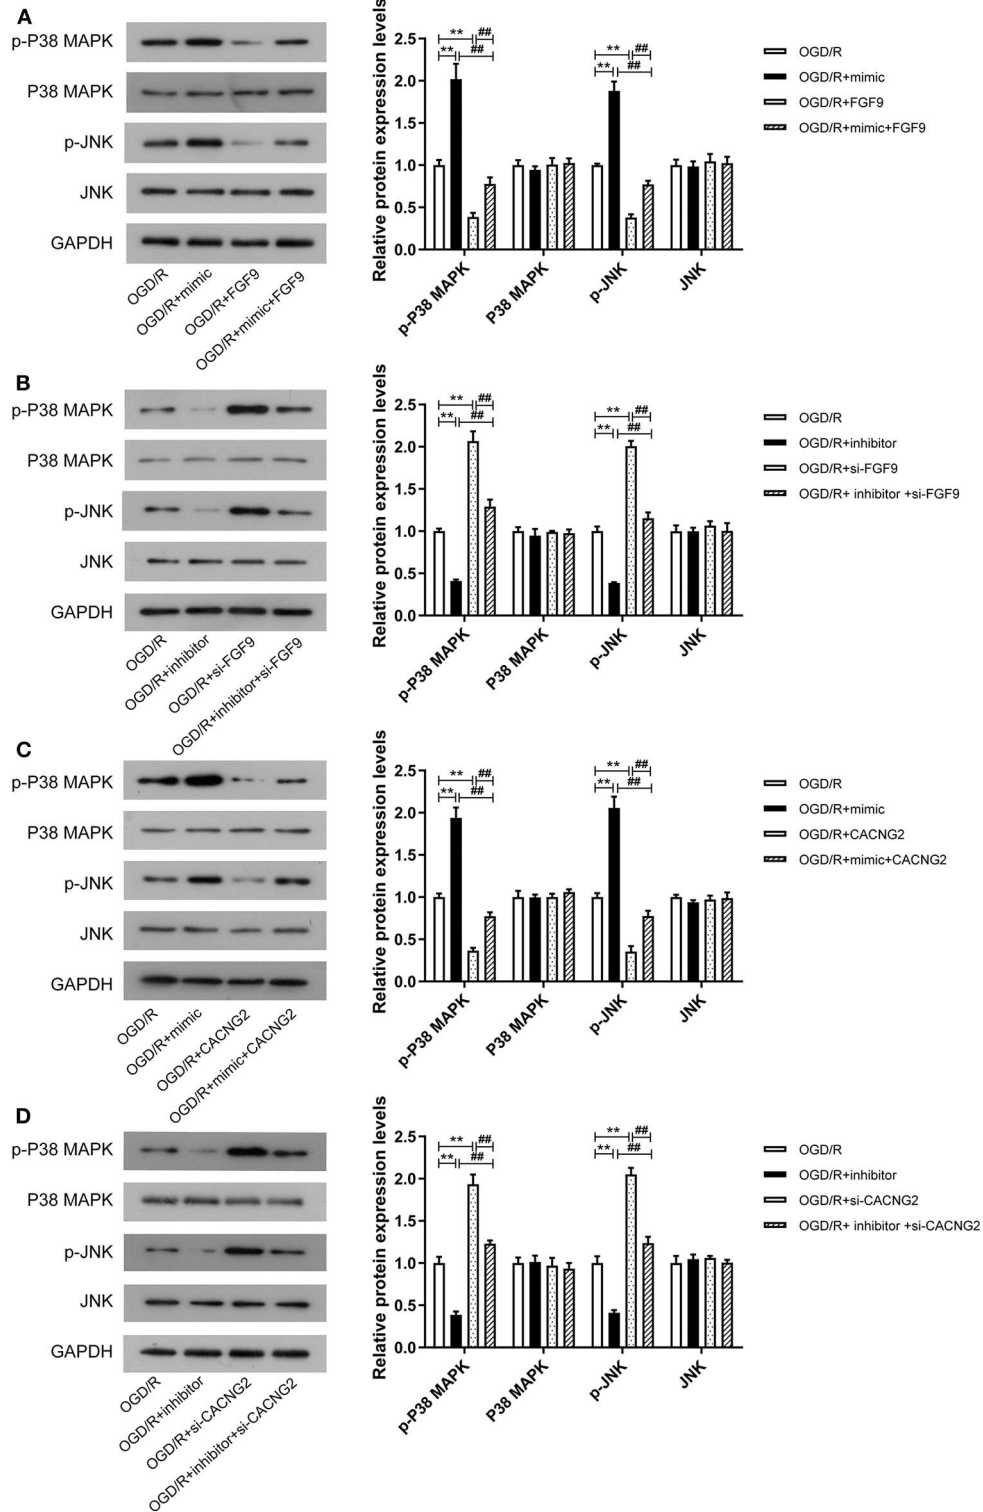 A
p-P38 MAPK
P38 MAPK
p-JNK
JNK
GAPDH
OGD/R
OGD/R+mimic
OGD/R+FGF9
OGD/R+mimic+FGF9
Relative protein expression levels
2.5
2.0
1.5
1.0
0.5
0.0
** ##
** ##
** ##
** ##
p-P38 MAPK
P38 MAPK
p-JNK
JNK
OGD/R
OGD/R+mimic
OGD/R+FGF9
OGD/R+mimic+FGF9
B
p-P38 MAPK
P38 MAPK
p-JNK
JNK
GAPDH
OGD/R
OGD/R+inhibitor
OGD/R+si-FGF9
OGD/R+inhibitor+si-FGF9
Relative protein expression levels
2.5
2.0
1.5
1.0
0.5
0.0
** ##
** ##
** ##
** ##
p-P38 MAPK
P38 MAPK
p-JNK
JNK
OGD/R
OGD/R+inhibitor
OGD/R+si-FGF9
OGD/R+ inhibitor +si-FGF9
C
p-P38 MAPK
P38 MAPK
p-JNK
JNK
GAPDH
OGD/R
OGD/R+mimic
OGD/R+CACNG2
OGD/R+mimic+CACNG2
Relative protein expression levels
2.5
2.0
1.5
1.0
0.5
0.0
** ##
** ##
** ##
** ##
p-P38 MAPK
P38 MAPK
p-JNK
JNK
OGD/R
OGD/R+mimic
OGD/R+CACNG2
OGD/R+mimic+CACNG2
D
p-P38 MAPK
P38 MAPK
p-JNK
JNK
GAPDH
OGD/R
OGD/R+inhibitor
OGD/R+si-CACNG2
OGD/R+inhibitor+si-CACNG2
Relative protein expression levels
2.5
2.0
1.5
1.0
0.5
0.0
** ##
** ##
** ##
** ##
p-P38 MAPK
P38 MAPK
p-JNK
JNK
OGD/R
OGD/R+inhibitor
OGD/R+si-CACNG2
OGD/R+ inhibitor +si-CACNG2